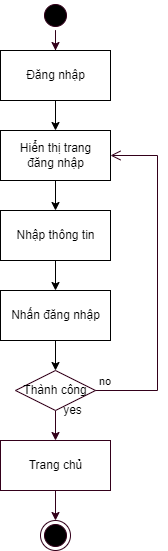 Đăng nhập
Hiển thị trang
đăng nhập
Nhập thông tin
Nhấn đăng nhập
Thành công
no
yes
Trang chủ